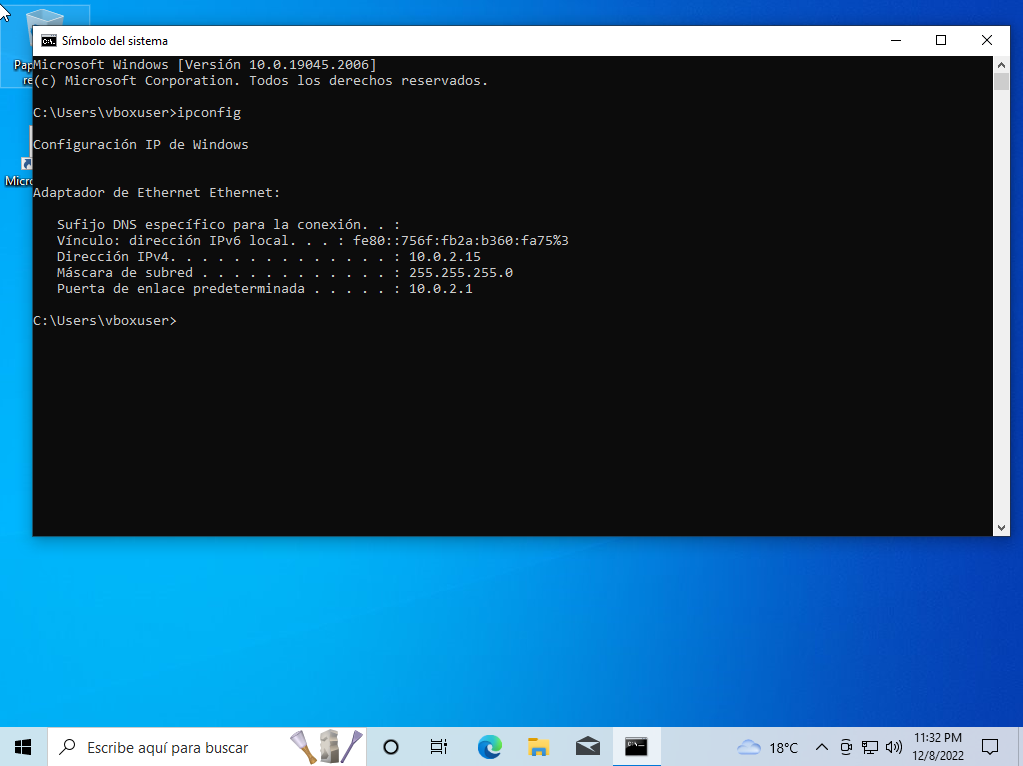 Símbolo del sistema
Microsoft Windows [Versión 10.0.19045.2006]
(c) Microsoft Corporation. Todos los derechos reservados.
C:\Users\vboxuser>ipconfig
Configuración IP de Windows
Adaptador de Ethernet Ethernet:
Sufijo DNS específico para la conexión. . :
Vínculo: dirección IPv6 local. . . : fe80::756f:fb2a:b360:fa75%3
Dirección IPv4. . . . . . . . . . . . . . : 10.0.2.15
Máscara de subred . . . . . . . . . . . . : 255.255.255.0
Puerta de enlace predeterminada . . . . . : 10.0.2.1
C:\Users\vboxuser>
Escribe aquí para buscar
18°C
11:32 PM
12/8/2022